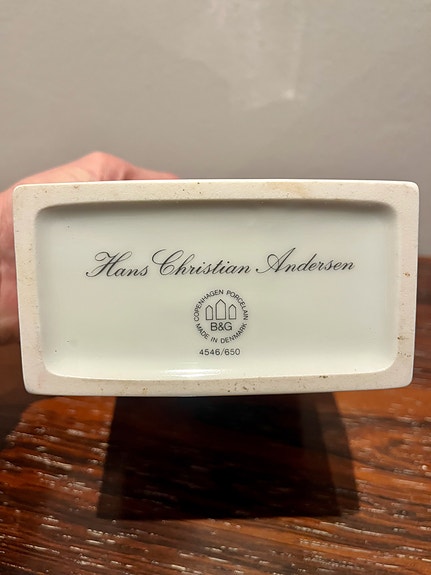 Hans Christian Andersen
COPENHAGEN PORCELAIN
B&G
MADE IN DENMARK
4546/650